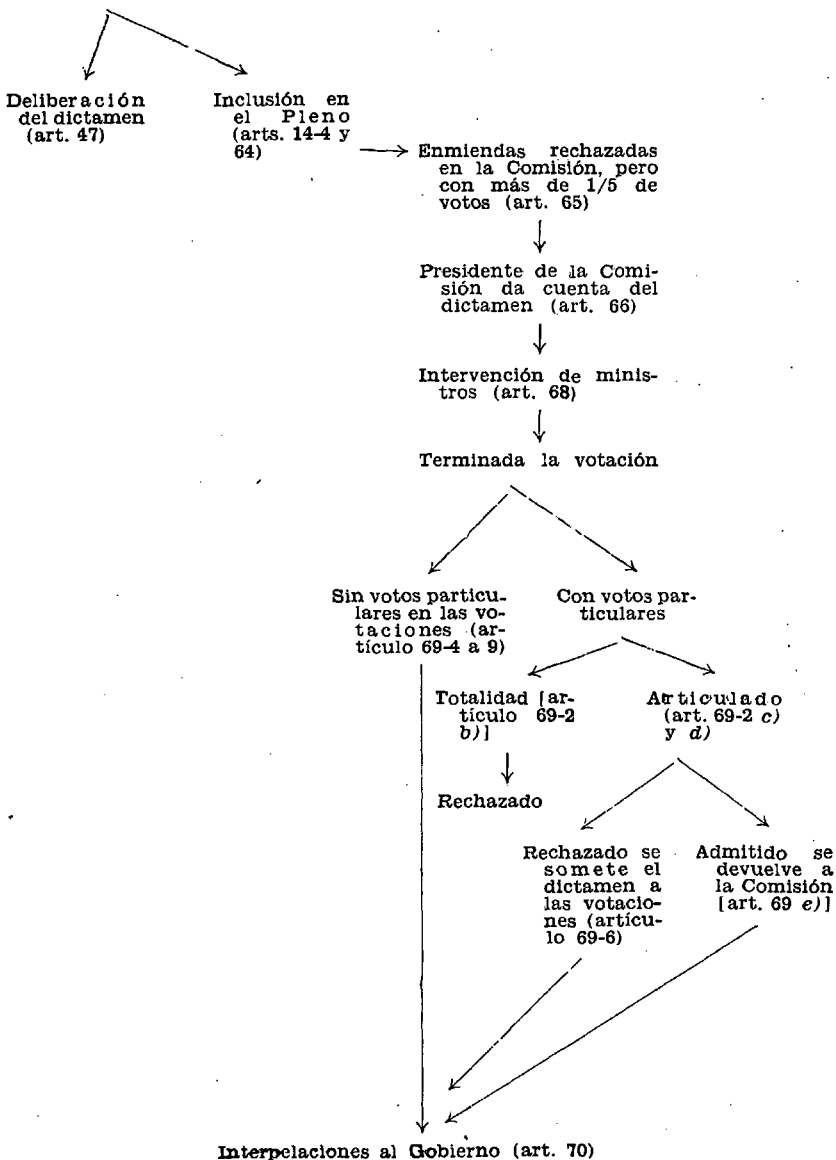 Deliberación
del dictamen
(art. 47)
Inclusión en
el Pleno
(arts. 14-4 y
64)
Enmiendas rechazadas
en la Comisión, pero
con más de 1/5 de
votos (art. 65)
Presidente de la Comi-
sión da cuenta del
dictamen (art. 66)
Intervención de minis-
tros (art. 68)
Terminada la votación
Sin votos particu-
lares en las vo-
taciones (ar-
tículo 69-4 a 9)
Con votos par-
ticulares
Totalidad [ar-
tículo 69-2
b)]
Rechazado
Articulado
(art. 69-2 c)
y d)
Rechazado se
somete el
dictamen a
las votacio-
nes (artícu-
lo 69-6)
Admitido se
devuelve a
la Comisión
[art. 69 e)]
Interpelaciones al Gobierno (art. 70)